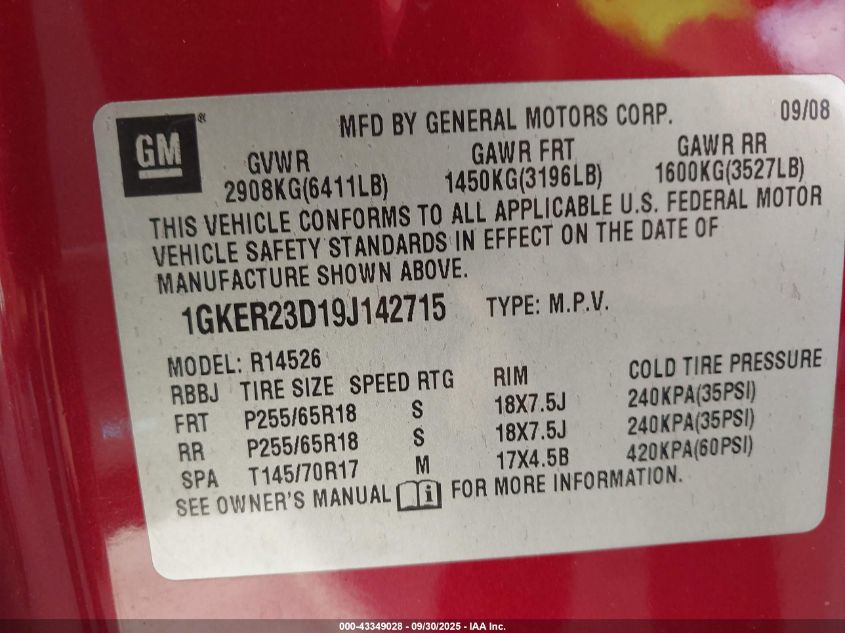 GM®
MFD BY GENERAL MOTORS CORP. 09/08
GVWR GAWR FRT GAWR RR
2908KG(6411LB) 1450KG(3196LB) 1600KG(3527LB)
THIS VEHICLE CONFORMS TO ALL APPLICABLE U.S. FEDERAL MOTOR
VEHICLE SAFETY STANDARDS IN EFFECT ON THE DATE OF
MANUFACTURE SHOWN ABOVE.
1GKER23D19J142715 TYPE: M.P.V.
MODEL: R14526
RBBJ TIRE SIZE SPEED RTG RIM COLD TIRE PRESSURE
FRT P255/65R18 S 18X7.5J 240KPA(35PSI)
RR P255/65R18 S 18X7.5J 240KPA(35PSI)
SPA T145/70R17 M 17X4.5B 420KPA(60PSI)
SEE OWNER'S MANUAL i FOR MORE INFORMATION.
000-43349028 - 09/30/2025 - IAA Inc.